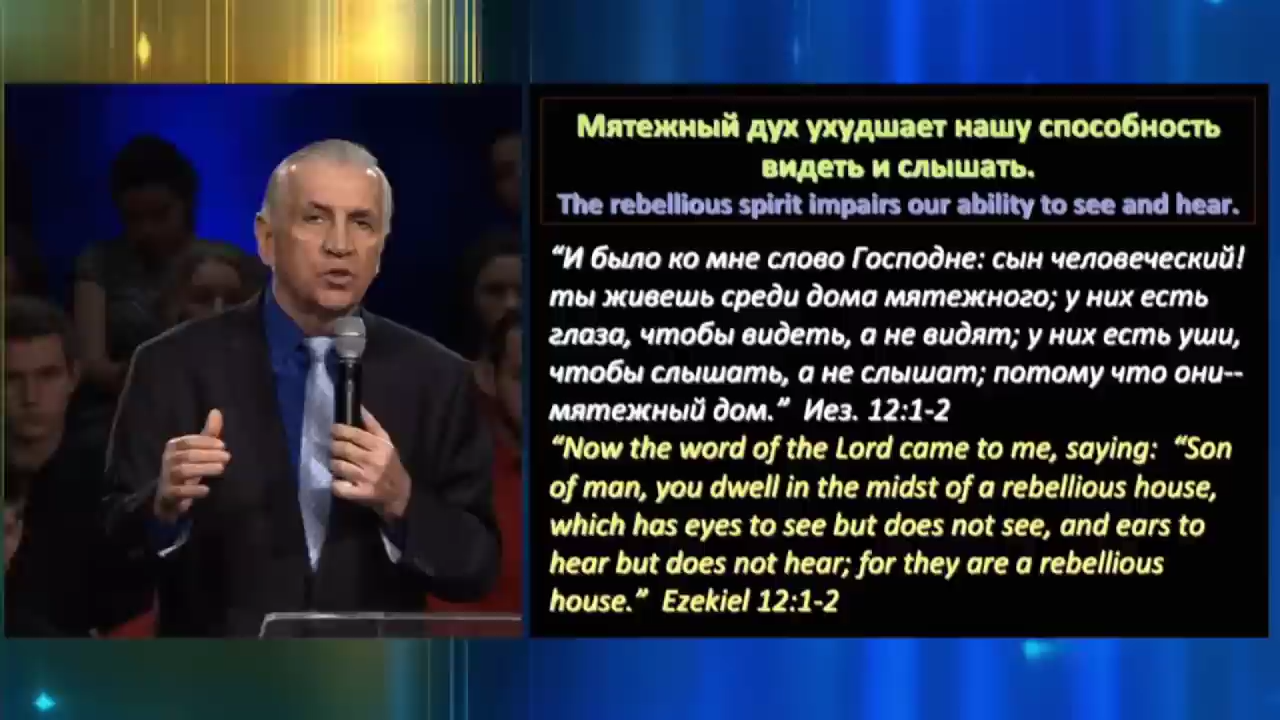 Мятежный дух ухудшает нашу способность
видеть и слышать.
The rebellious spirit impairs our ability to see and hear.
“И было ко мне слово Господне: сын человеческий!
ты живешь среди дома мятежного; у них есть
глаза, чтобы видеть, а не видят; у них есть уши,
чтобы слышать, а не слышат; потому что они--
мятежный дом.” Иез. 12:1-2
“Now the word of the Lord came to me, saying: “Son
of man, you dwell in the midst of a rebellious house,
which has eyes to see but does not see, and ears to
hear but does not hear; for they are a rebellious
house.” Ezekiel 12:1-2